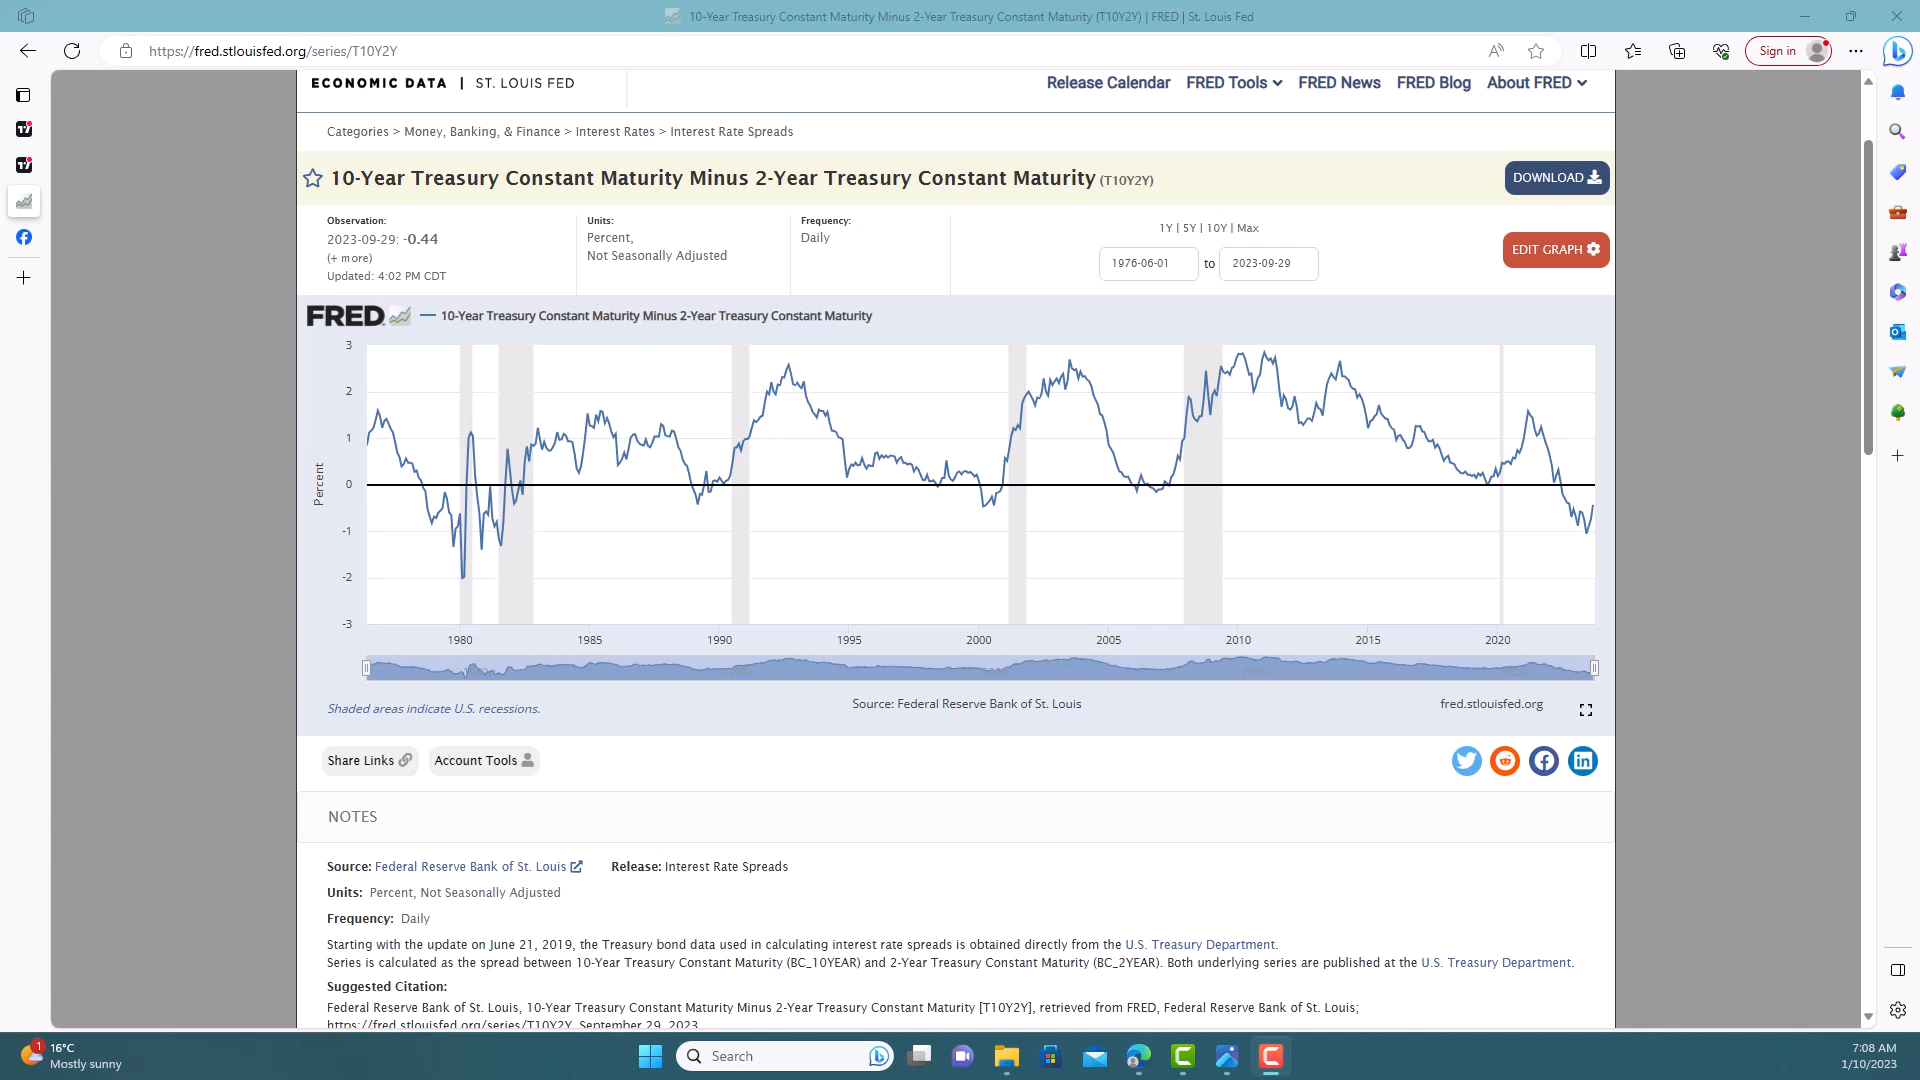 10-Year Treasury Constant Maturity Minus 2-Year Treasury Constant Maturity (T10Y2Y) | FRED | St. Louis Fed
https://fred.stlouisfed.org/series/T10Y2Y
Sign in
ECONOMIC DATA | ST. LOUIS FED
Release Calendar FRED Tools FRED News FRED Blog About FRED
Categories > Money, Banking, & Finance > Interest Rates > Interest Rate Spreads
10-Year Treasury Constant Maturity Minus 2-Year Treasury Constant Maturity (T10Y2Y)
DOWNLOAD
Observation:
2023-09-29: -0.44
(+ more)
Updated: 4:02 PM CDT
Units:
Percent,
Not Seasonally Adjusted
Frequency:
Daily
1Y | 5Y | 10Y | Max
1976-06-01 to 2023-09-29
EDIT GRAPH
FRED 10-Year Treasury Constant Maturity Minus 2-Year Treasury Constant Maturity
3
2
1
0
-1
-2
-3
Percent
1980 1985 1990 1995 2000 2005 2010 2015 2020
Shaded areas indicate U.S. recessions.
Source: Federal Reserve Bank of St. Louis
fred.stlouisfed.org
Share Links Account Tools
NOTES
Source: Federal Reserve Bank of St. Louis Release: Interest Rate Spreads
Units: Percent, Not Seasonally Adjusted
Frequency: Daily
Starting with the update on June 21, 2019, the Treasury bond data used in calculating interest rate spreads is obtained directly from the U.S. Treasury Department.
Series is calculated as the spread between 10-Year Treasury Constant Maturity (BC_10YEAR) and 2-Year Treasury Constant Maturity (BC_2YEAR). Both underlying series are published at the U.S. Treasury Department.
Suggested Citation:
Federal Reserve Bank of St. Louis, 10-Year Treasury Constant Maturity Minus 2-Year Treasury Constant Maturity [T10Y2Y], retrieved from FRED, Federal Reserve Bank of St. Louis;
https://fred.stlouisfed.org/series/T10Y2Y, September 29, 2023.
1
16°C
Mostly sunny
Search
7:08 AM
1/10/2023